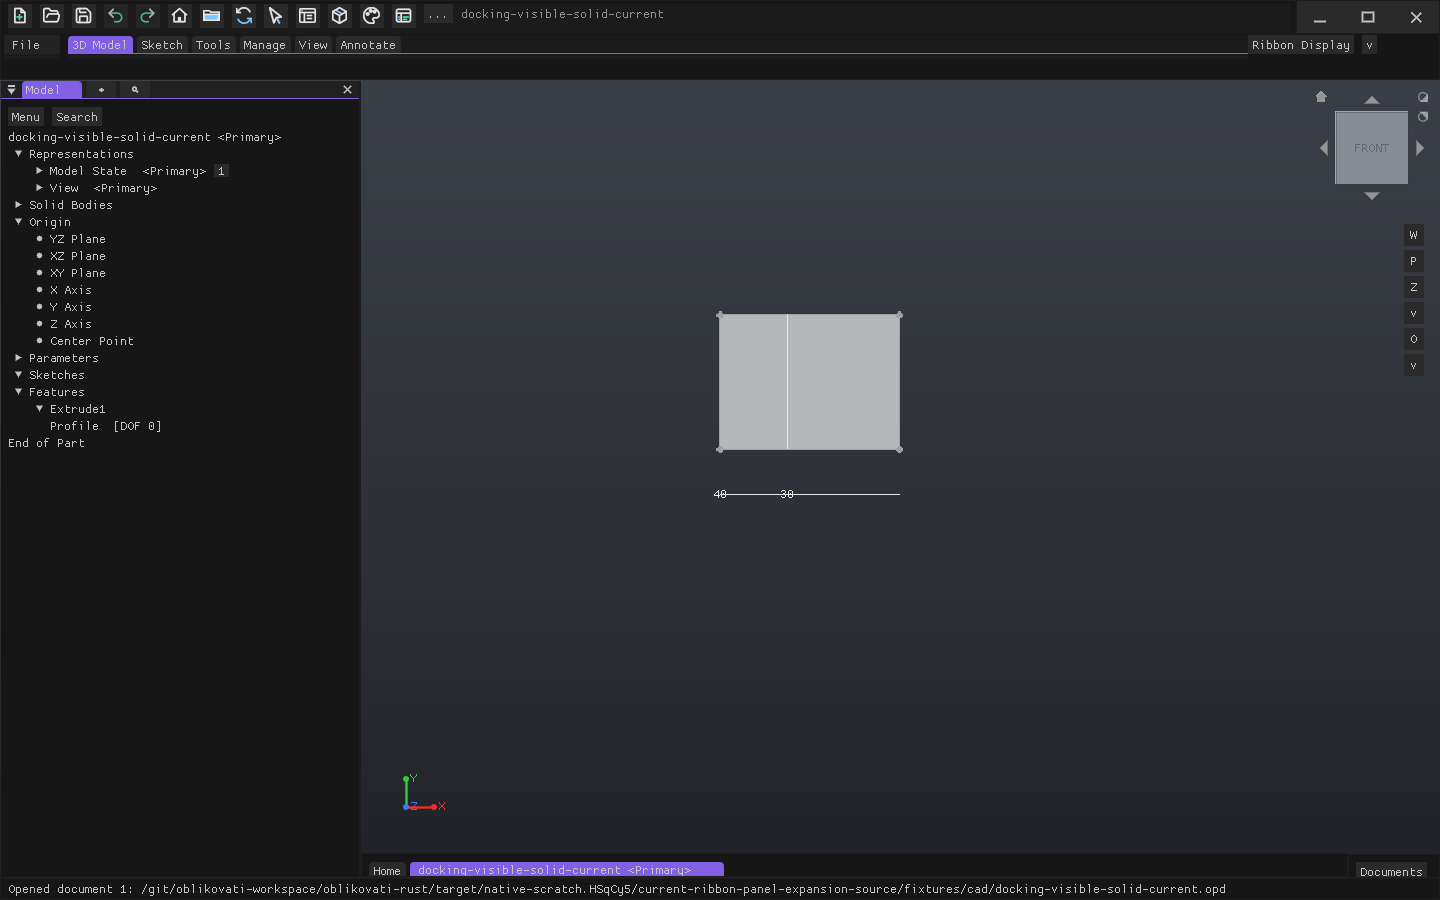 ... docking-visible-solid-current
File 3D Model Sketch Tools Manage View Annotate Ribbon Display v
Model
Menu Search
docking-visible-solid-current <Primary>
Representations
Model State <Primary> 1
View <Primary>
Solid Bodies
Origin
YZ Plane
XZ Plane
XY Plane
X Axis
Y Axis
Z Axis
Center Point
Parameters
Sketches
Features
Extrude1
Profile [DOF 0]
End of Part
FRONT
W
P
Z
v
O
v
40 30
Y
Z X
Home docking-visible-solid-current <Primary> Documents
Opened document 1: /git/oblikovati-workspace/oblikovati-rust/target/native-scratch.HSqCy5/current-ribbon-panel-expansion-source/fixtures/cad/docking-visible-solid-current.opd